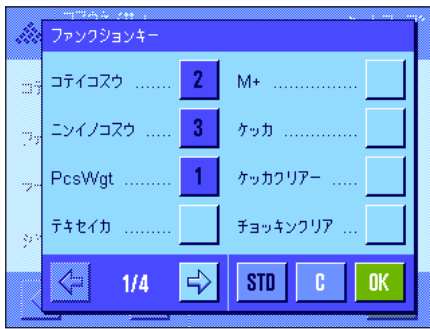 ファンクションキー
コテイコスウ ....... 2
M+ ...............
ニンイノコスウ ..... 3
ケッカ .............
PcsWgt ......... 1
ケッカクリアー .....
テキセイカ .........
チョッキンクリア ...
1/4
STD
C
OK